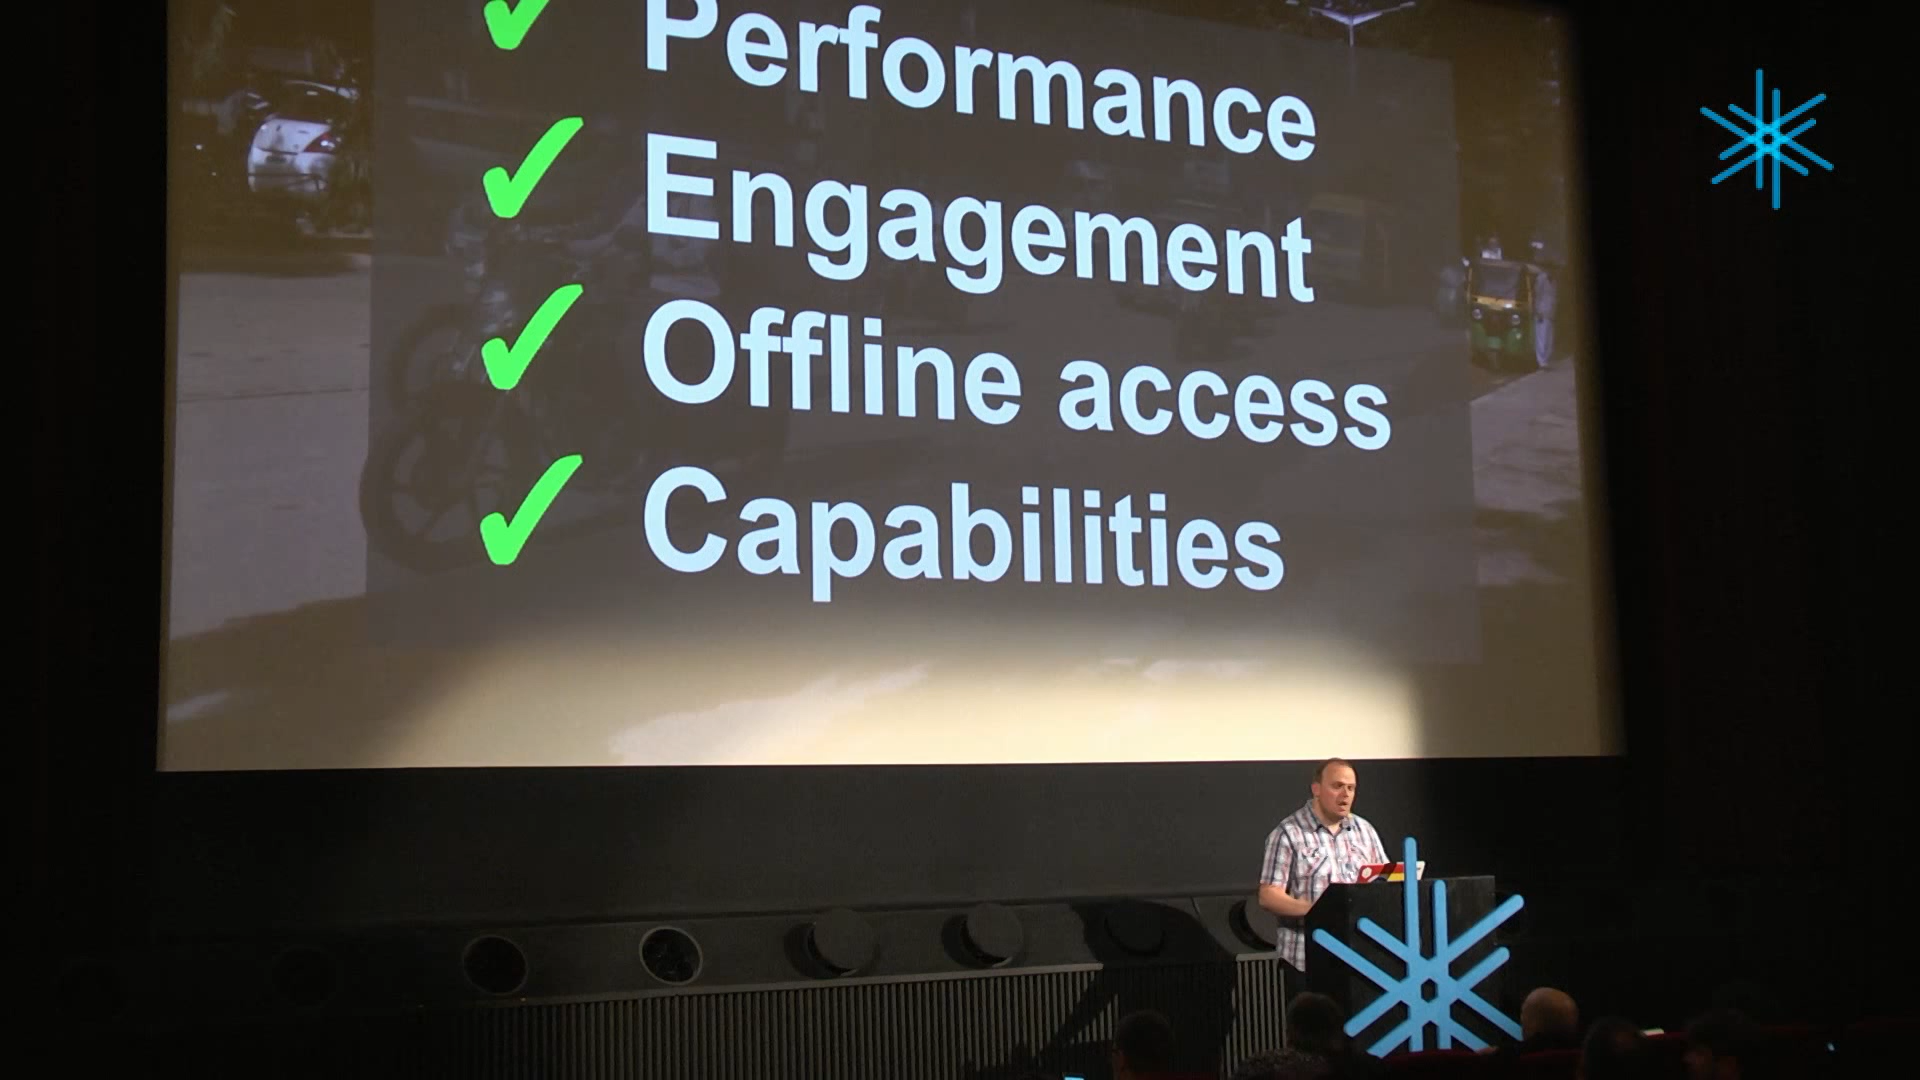 ✓ Performance
✓ Engagement
✓ Offline access
✓ Capabilities